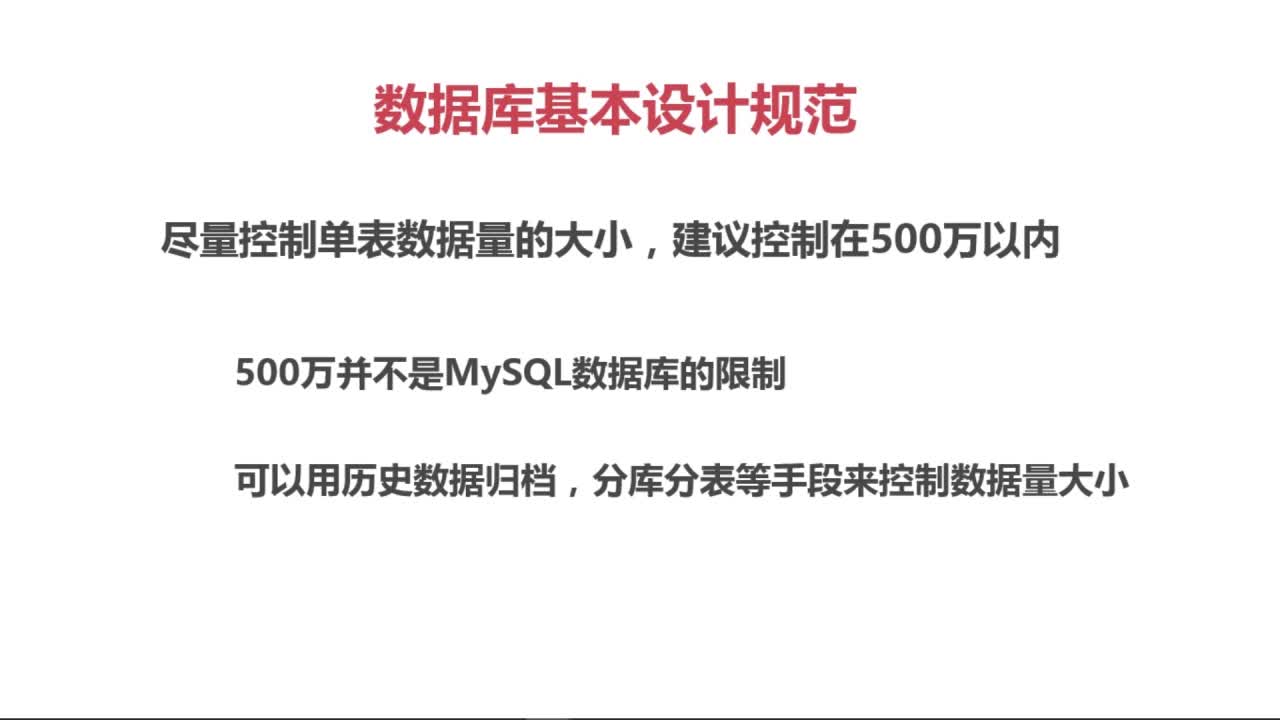 数据库基本设计规范
尽量控制单表数据量的大小，建议控制在500万以内
500万并不是MySQL数据库的限制
可以用历史数据归档，分库分表等手段来控制数据量大小